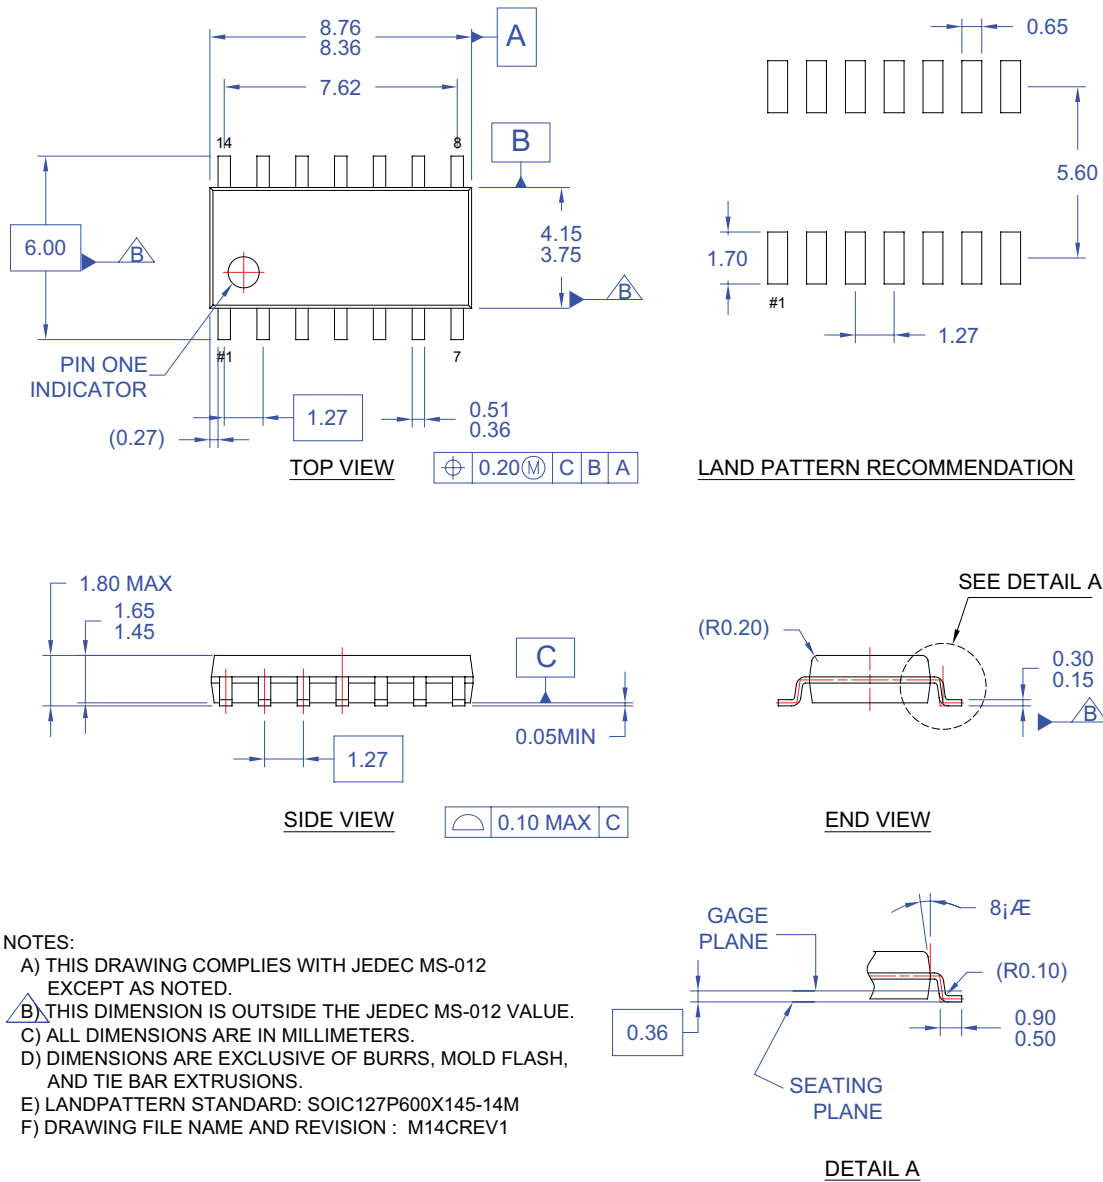 8.76
8.36
A
7.62
0.65
14
8
B
5.60
6.00
B
4.15
3.75
B
1.70
#1
1.27
#1
7
PIN ONE
INDICATOR
(0.27)
1.27
0.51
0.36
TOP VIEW
0.20 Ⓜ C B A
LAND PATTERN RECOMMENDATION
1.80 MAX
1.65
1.45
C
0.05MIN
1.27
SIDE VIEW
0.10 MAX C
SEE DETAIL A
(R0.20)
0.30
0.15
B
END VIEW
NOTES:
A) THIS DRAWING COMPLIES WITH JEDEC MS-012
EXCEPT AS NOTED.
B) THIS DIMENSION IS OUTSIDE THE JEDEC MS-012 VALUE.
C) ALL DIMENSIONS ARE IN MILLIMETERS.
D) DIMENSIONS ARE EXCLUSIVE OF BURRS, MOLD FLASH,
AND TIE BAR EXTRUSIONS.
E) LANDPATTERN STANDARD: SOIC127P600X145-14M
F) DRAWING FILE NAME AND REVISION : M14CREV1
GAGE
PLANE
8¡Æ
(R0.10)
0.36
0.90
0.50
SEATING
PLANE
DETAIL A